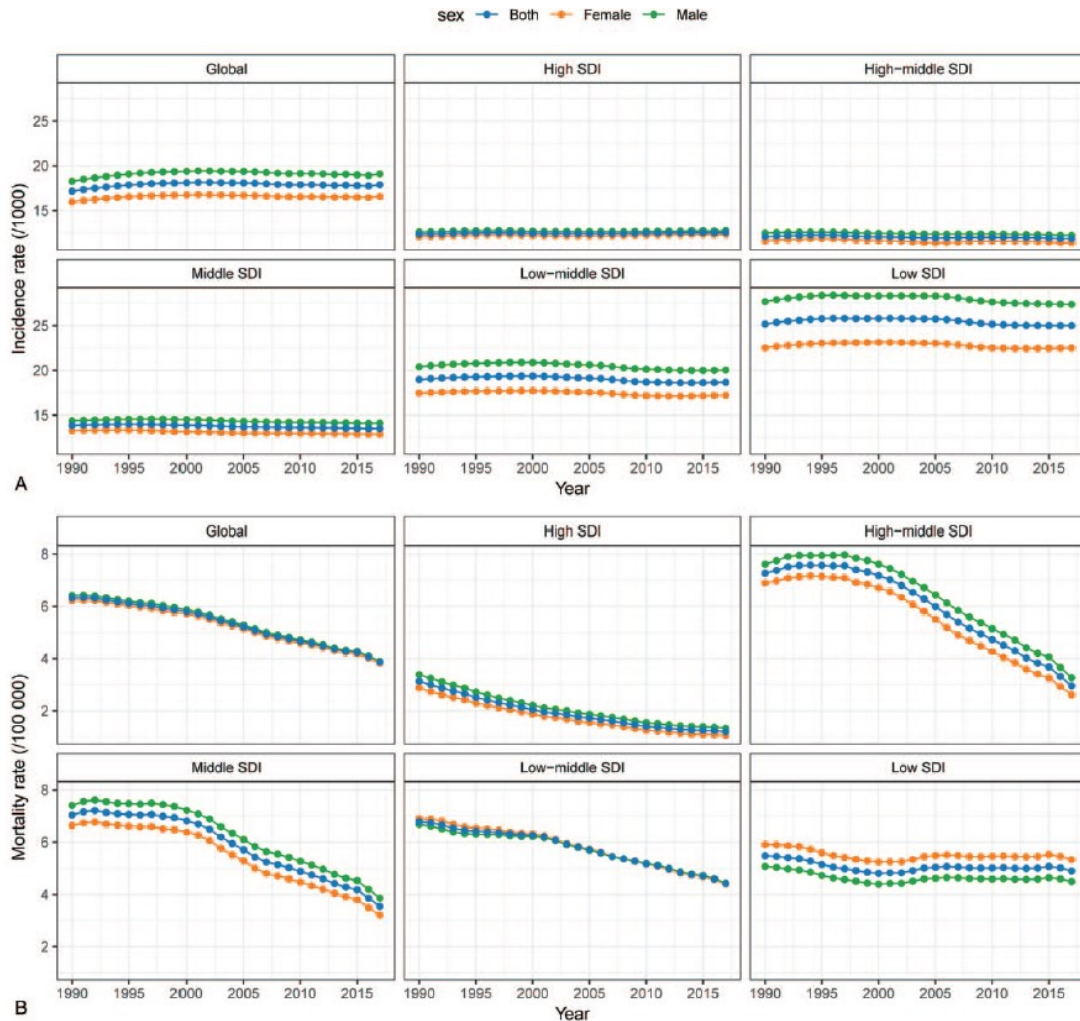 sex Both Female Male
Global High SDI High-middle SDI
25
20
15
Middle SDI Low-middle SDI Low SDI
25
20
15
1990 1995 2000 2005 2010 2015 1990 1995 2000 2005 2010 2015 1990 1995 2000 2005 2010 2015
Incidence rate (/1000)
A Year
Global High SDI High-middle SDI
8
6
4
2
Middle SDI Low-middle SDI Low SDI
8
6
4
2
1990 1995 2000 2005 2010 2015 1990 1995 2000 2005 2010 2015 1990 1995 2000 2005 2010 2015
Mortality rate (/100 000)
B Year